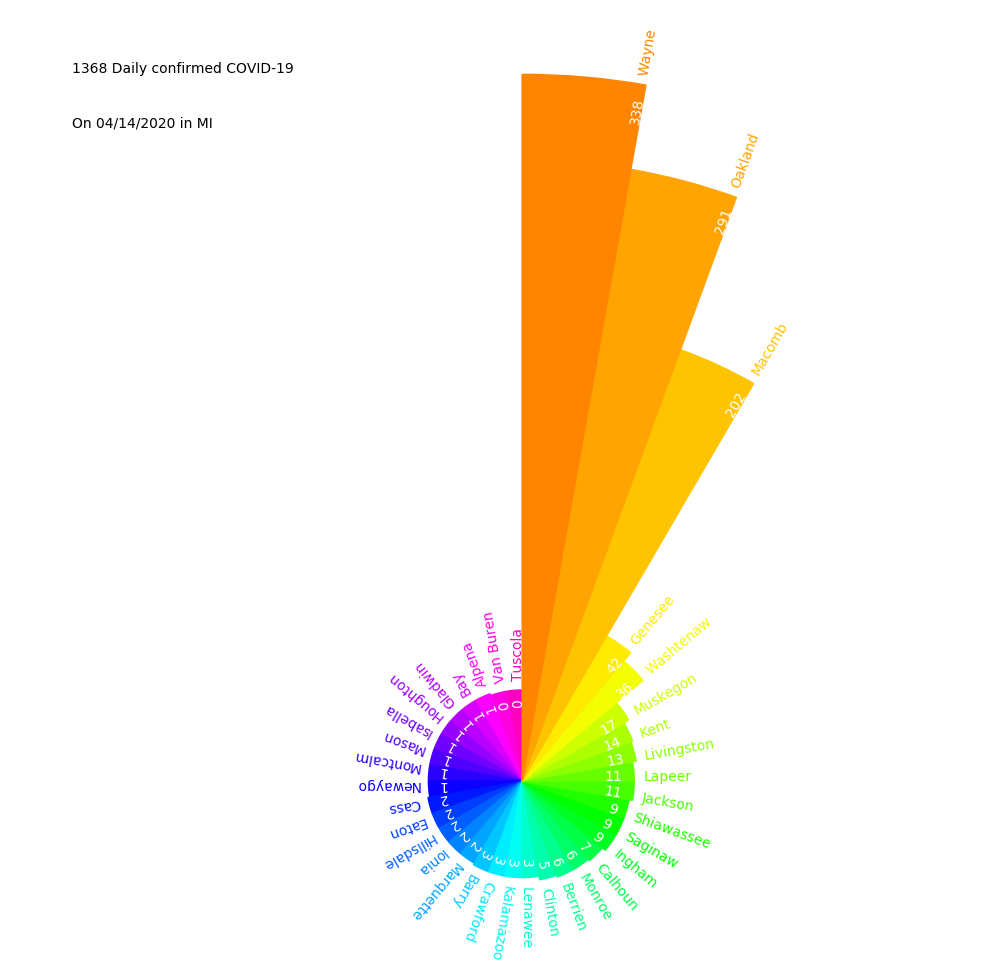 1368 Daily confirmed COVID-19
On 04/14/2020 in MI
Wayne
338
Oakland
291
Macomb
202
Genesee
42
Washtenaw
36
Muskegon
17
Kent
14
Livingston
13
Lapeer
11
Jackson
11
Shiawassee
9
Saginaw
9
Ingham
9
Calhoun
7
Monroe
6
Berrien
6
Clinton
5
Lenawee
3
Kalamazoo
3
Crawford
3
Barry
3
Marquette
2
Ionia
2
Hillsdale
2
Eaton
2
Cass
2
Newaygo
1
Montcalm
1
Mason
1
Isabella
1
Houghton
1
Gladwin
1
Bay
1
Alpena
1
Van Buren
0
Tuscola
0